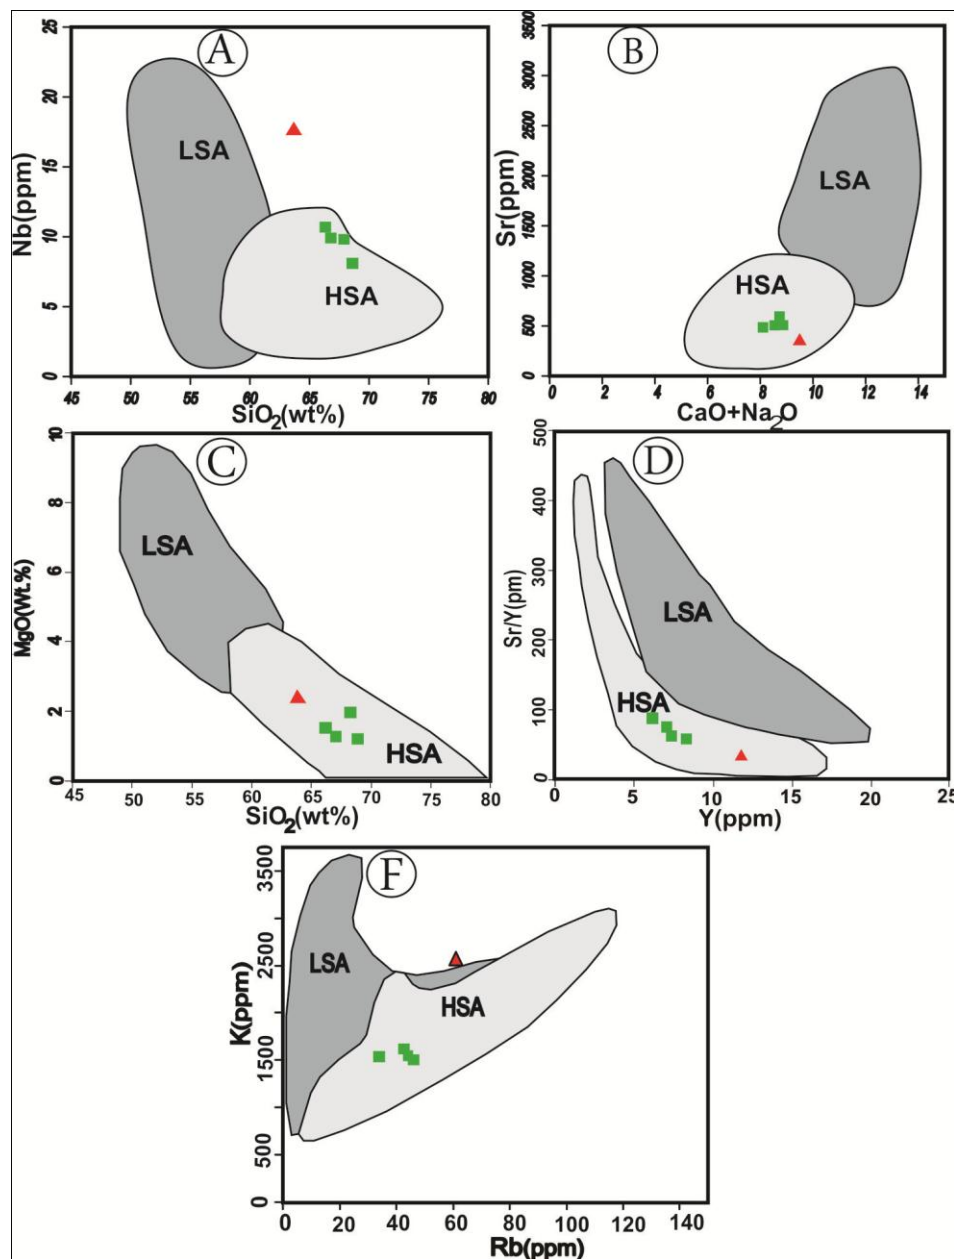 A
Nb(ppm)
25
20
15
10
5
0
LSA
HSA
45 50 55 60 65 70 75 80
SiO2(wt%)
B
Sr(ppm)
3500
3000
2500
2000
1500
1000
500
0
LSA
HSA
0 2 4 6 8 10 12 14
CaO+Na2O
C
MgO(Wt.%)
10
8
6
4
2
0
LSA
HSA
45 50 55 60 65 70 75 80
SiO2(wt%)
D
Sr/Y(pm)
500
400
300
200
100
0
LSA
HSA
0 5 10 15 20 25
Y(ppm)
F
K(ppm)
3500
2500
1500
500
0
LSA
HSA
0 20 40 60 80 100 120 140
Rb(ppm)